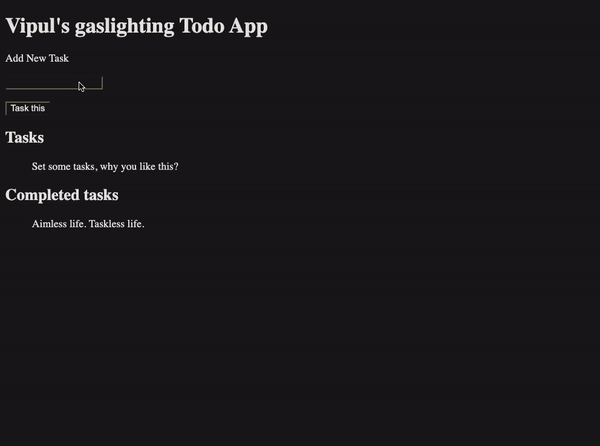 Vipul's gaslighting Todo App
Add New Task
Task this
Tasks
Set some tasks, why you like this?
Completed tasks
Aimless life. Taskless life.